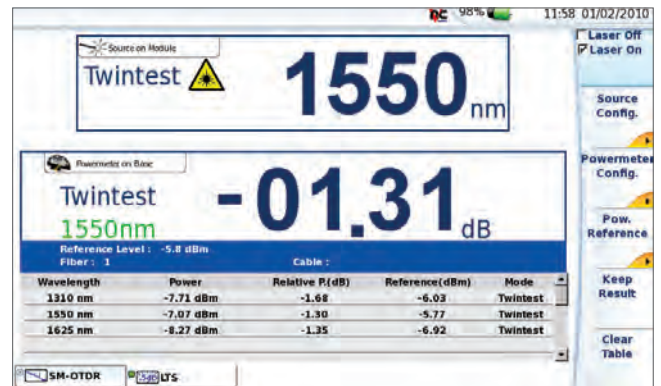 DC 98% 11:58 01/02/2010
Source on Module
Twintest
1550 nm
Powermeter on Base
Twintest
1550nm
-01.31 dB
Reference Level : -5.8 dBm
Fiber : 1 Cable :
Wavelength Power Relative P.(dB) Reference(dBm) Mode
1310 nm -7.71 dBm -1.68 -6.03 Twintest
1550 nm -7.07 dBm -1.30 -5.77 Twintest
1625 nm -8.27 dBm -1.35 -6.92 Twintest
SM-OTDR LTS
Laser Off
Laser On
Source
Config.
Powermeter
Config.
Pow.
Reference
Keep
Result
Clear
Table